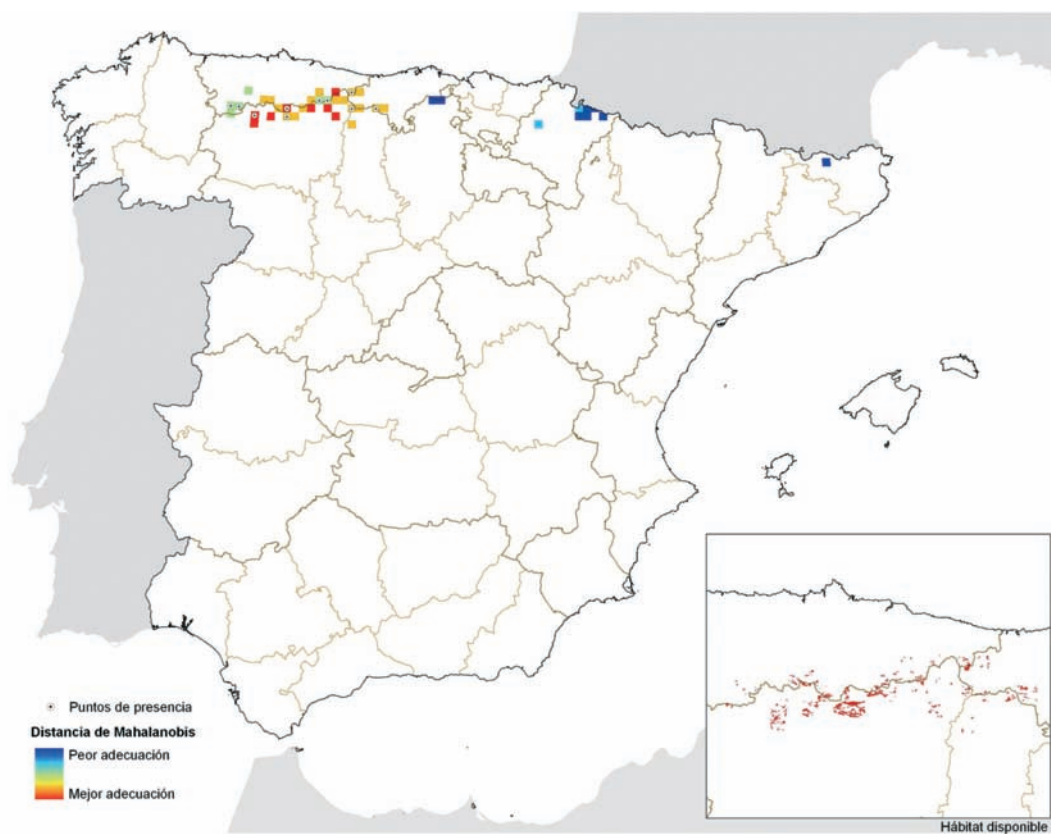 Puntos de presencia
Distancia de Mahalanobis
Peor adecuación
Mejor adecuación
Hábitat disponible